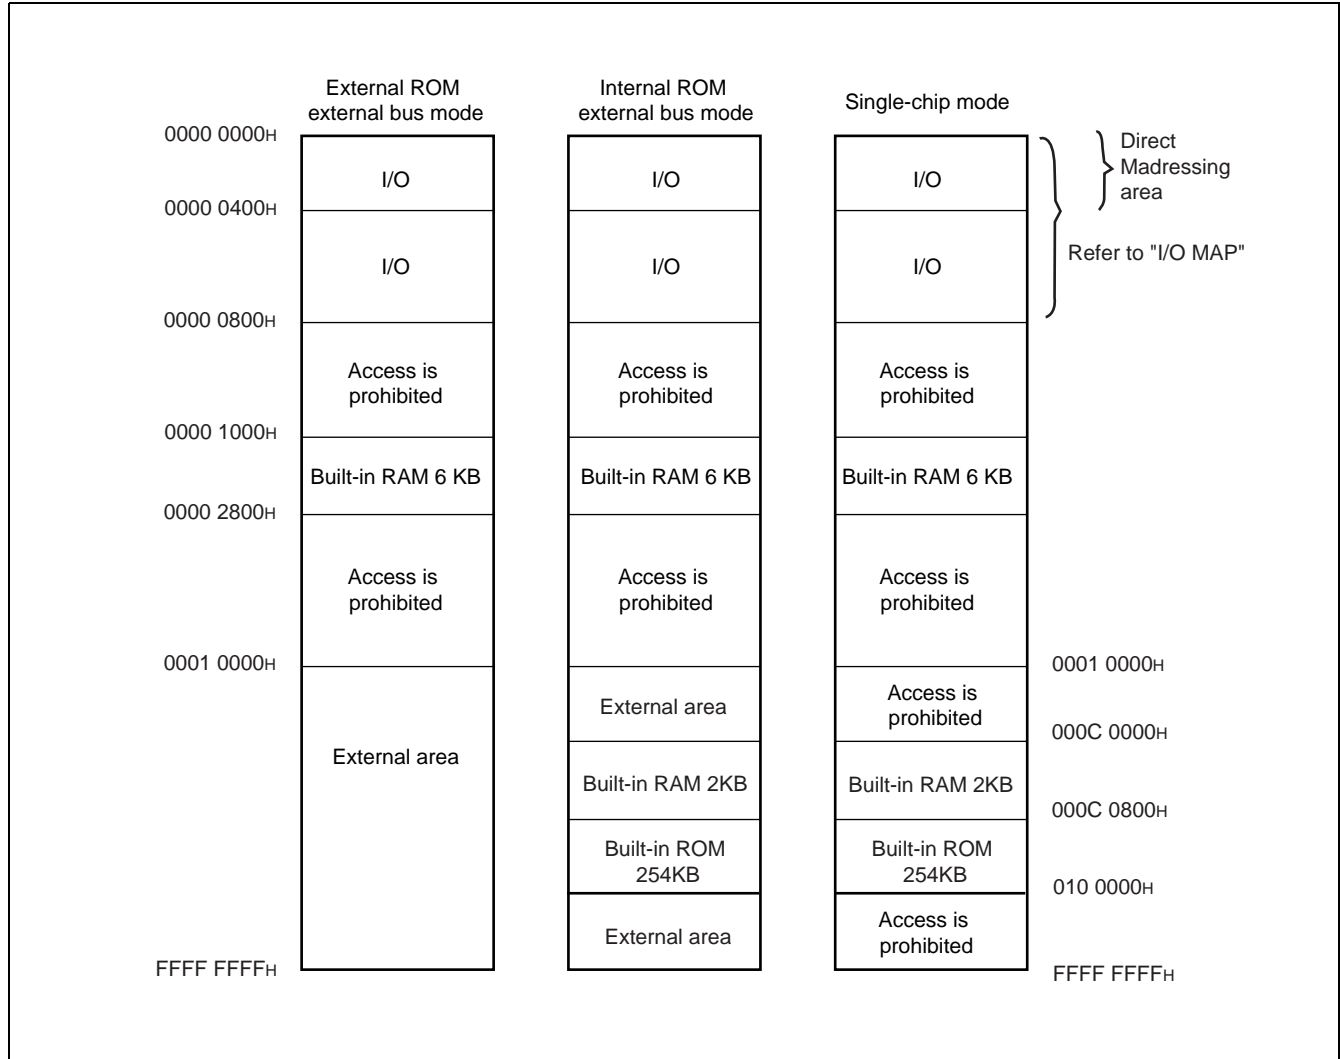 External ROM
external bus mode
Internal ROM
external bus mode
Single-chip mode
0000 0000H
I/O
I/O
I/O
Direct
Madressing
area
0000 0400H
I/O
I/O
I/O
Refer to "I/O MAP"
0000 0800H
Access is
prohibited
Access is
prohibited
Access is
prohibited
0000 1000H
Built-in RAM 6 KB
Built-in RAM 6 KB
Built-in RAM 6 KB
0000 2800H
Access is
prohibited
Access is
prohibited
Access is
prohibited
0001 0000H
0001 0000H
External area
External area
Access is
prohibited
000C 0000H
Built-in RAM 2KB
Built-in RAM 2KB
000C 0800H
Built-in ROM
254KB
Built-in ROM
254KB
010 0000H
External area
Access is
prohibited
FFFF FFFFH
FFFF FFFFH